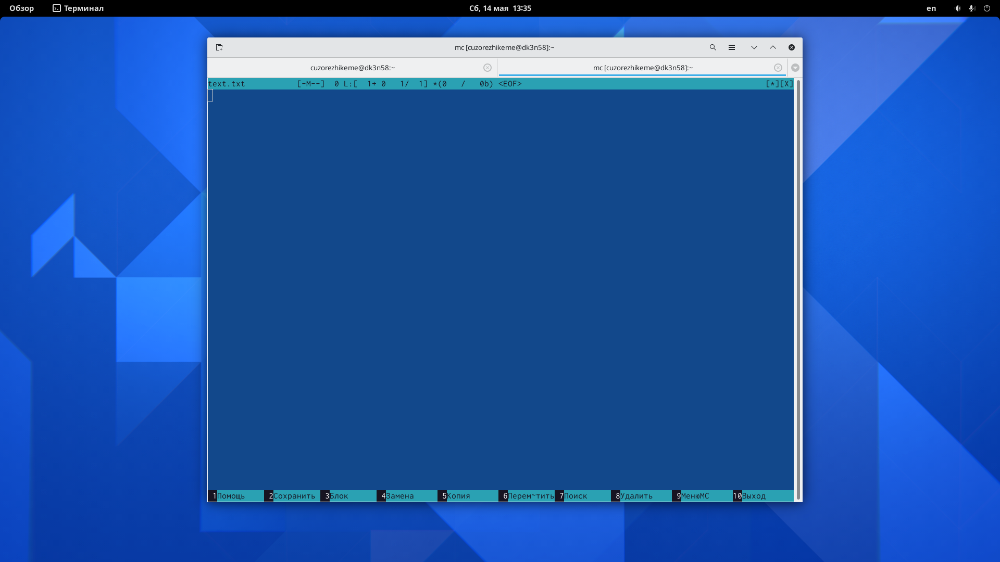 Обзор Терминал Сб, 14 мая 13:35 en
mc [cuzorezhikeme@dk3n58]:~
cuzorezhikeme@dk3n58:~ mc [cuzorezhikeme@dk3n58]:~
text.txt [-M--] 0 L:[ 1+ 0 1/ 1] *(0 / 0b) <EOF> [*][X]
1Помощь 2Сохранить 3Блок 4Замена 5Копия 6Перем~тить 7Поиск 8Удалить 9МенюMC 10Выход